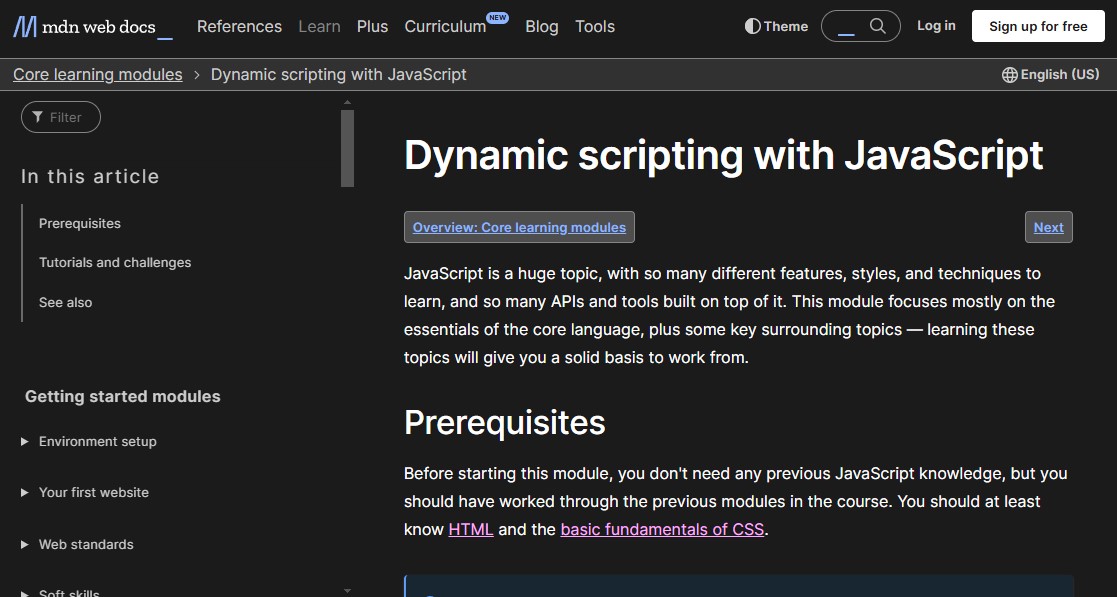 mdn web docs
References Learn Plus Curriculum NEW Blog Tools Theme Log in Sign up for free
Core learning modules > Dynamic scripting with JavaScript English (US)
Filter
In this article
Prerequisites
Tutorials and challenges
See also
Getting started modules
Environment setup
Your first website
Web standards
Soft skills
Dynamic scripting with JavaScript
Overview: Core learning modules Next
JavaScript is a huge topic, with so many different features, styles, and techniques to
learn, and so many APIs and tools built on top of it. This module focuses mostly on the
essentials of the core language, plus some key surrounding topics — learning these
topics will give you a solid basis to work from.
Prerequisites
Before starting this module, you don't need any previous JavaScript knowledge, but you
should have worked through the previous modules in the course. You should at least
know HTML and the basic fundamentals of CSS.